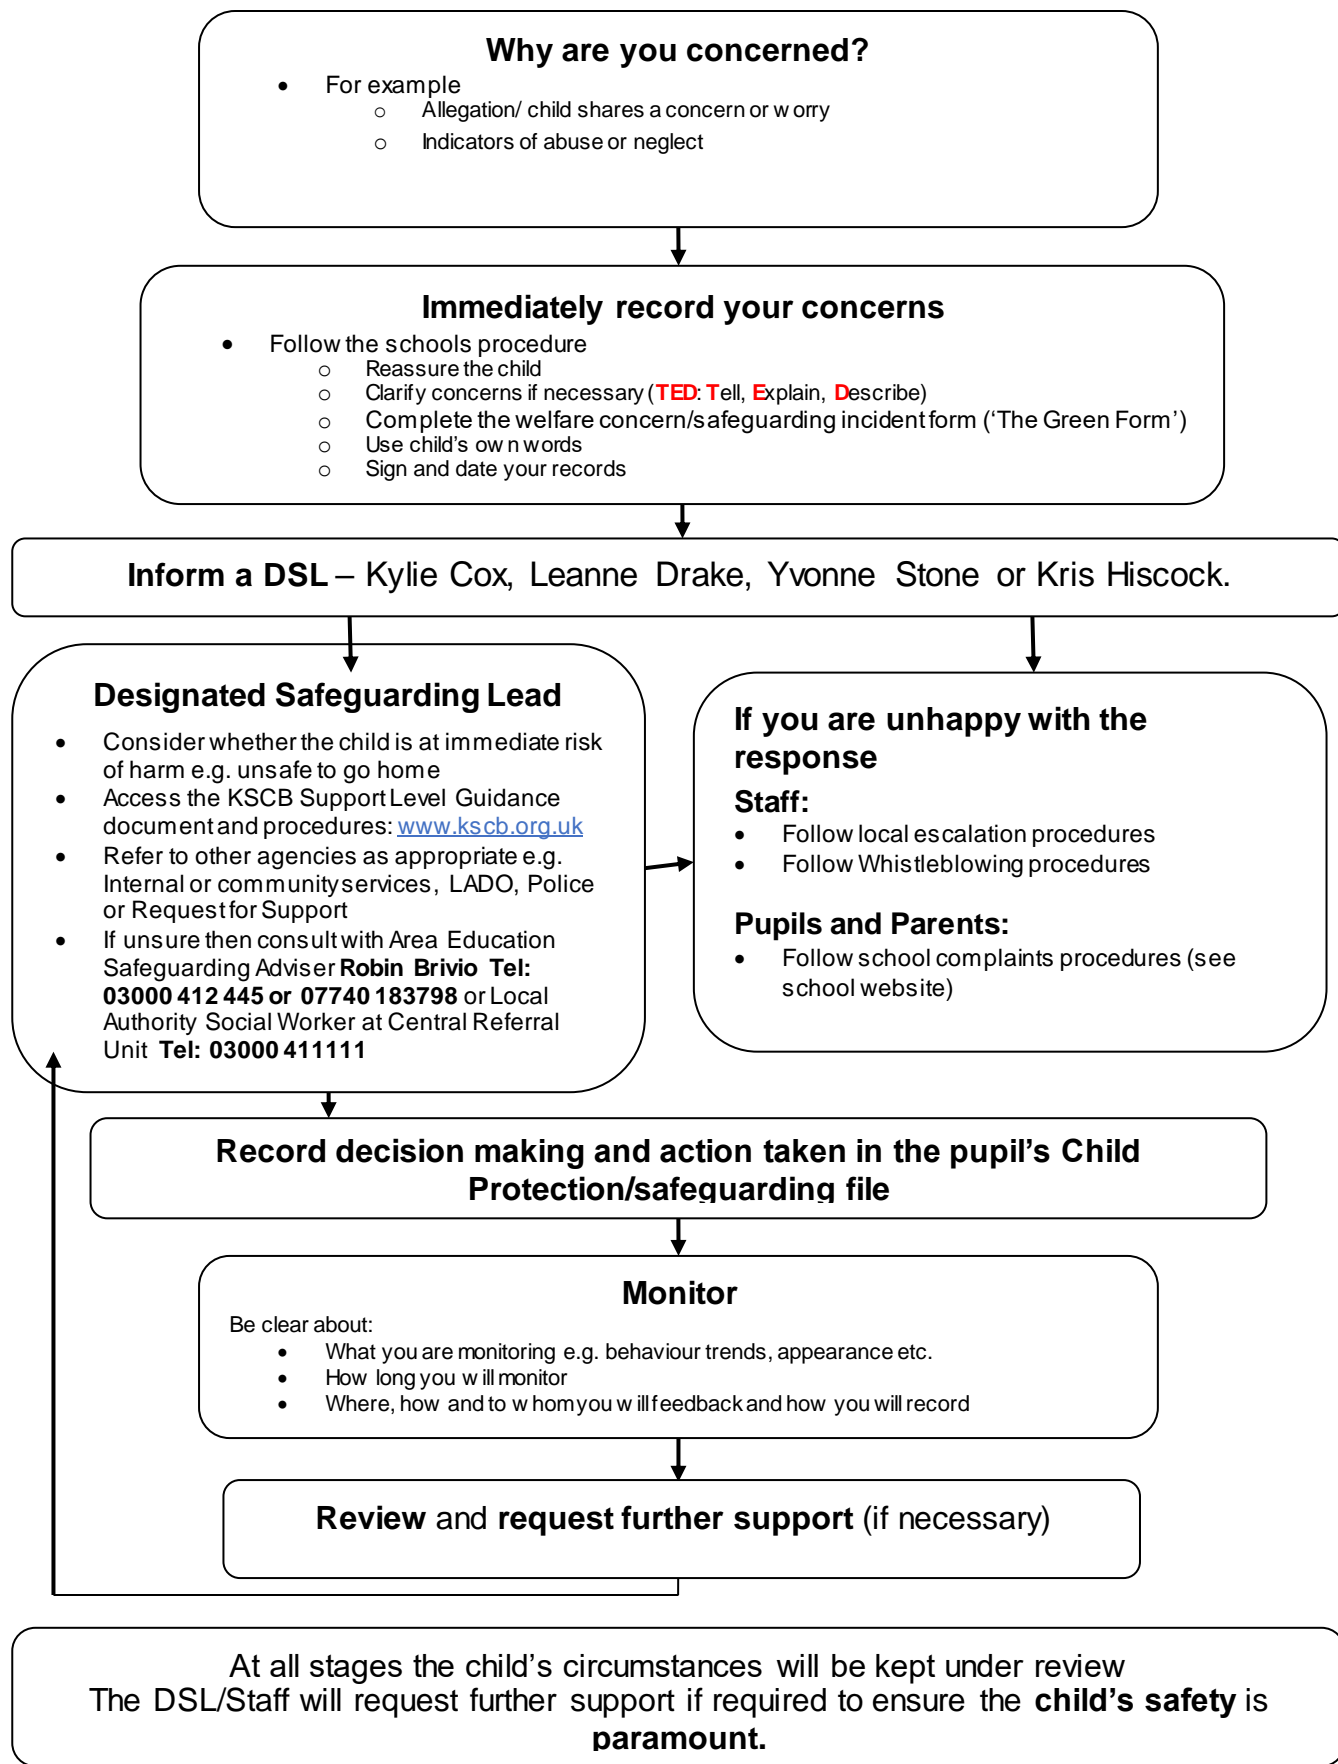 Why are you concerned?
• For example
o Allegation/ child shares a concern or worry
o Indicators of abuse or neglect
Immediately record your concerns
• Follow the schools procedure
o Reassure the child
o Clarify concerns if necessary (TED: Tell, Explain, Describe)
o Complete the welfare concern/safeguarding incident form (‘The Green Form’)
o Use child’s own words
o Sign and date your records
Inform a DSL – Kylie Cox, Leanne Drake, Yvonne Stone or Kris Hiscock.
Designated Safeguarding Lead
• Consider whether the child is at immediate risk
of harm e.g. unsafe to go home
• Access the KSCB Support Level Guidance
document and procedures: www.kscb.org.uk
• Refer to other agencies as appropriate e.g.
Internal or community services, LADO, Police
or Request for Support
• If unsure then consult with Area Education
Safeguarding Adviser Robin Brivio Tel:
03000 412 445 or 07740 183798 or Local
Authority Social Worker at Central Referral
Unit Tel: 03000 411111
If you are unhappy with the
response
Staff:
• Follow local escalation procedures
• Follow Whistleblowing procedures
Pupils and Parents:
• Follow school complaints procedures (see
school website)
Record decision making and action taken in the pupil’s Child
Protection/safeguarding file
Monitor
Be clear about:
• What you are monitoring e.g. behaviour trends, appearance etc.
• How long you will monitor
• Where, how and to whom you will feedback and how you will record
Review and request further support (if necessary)
At all stages the child’s circumstances will be kept under review
The DSL/Staff will request further support if required to ensure the child’s safety is
paramount.